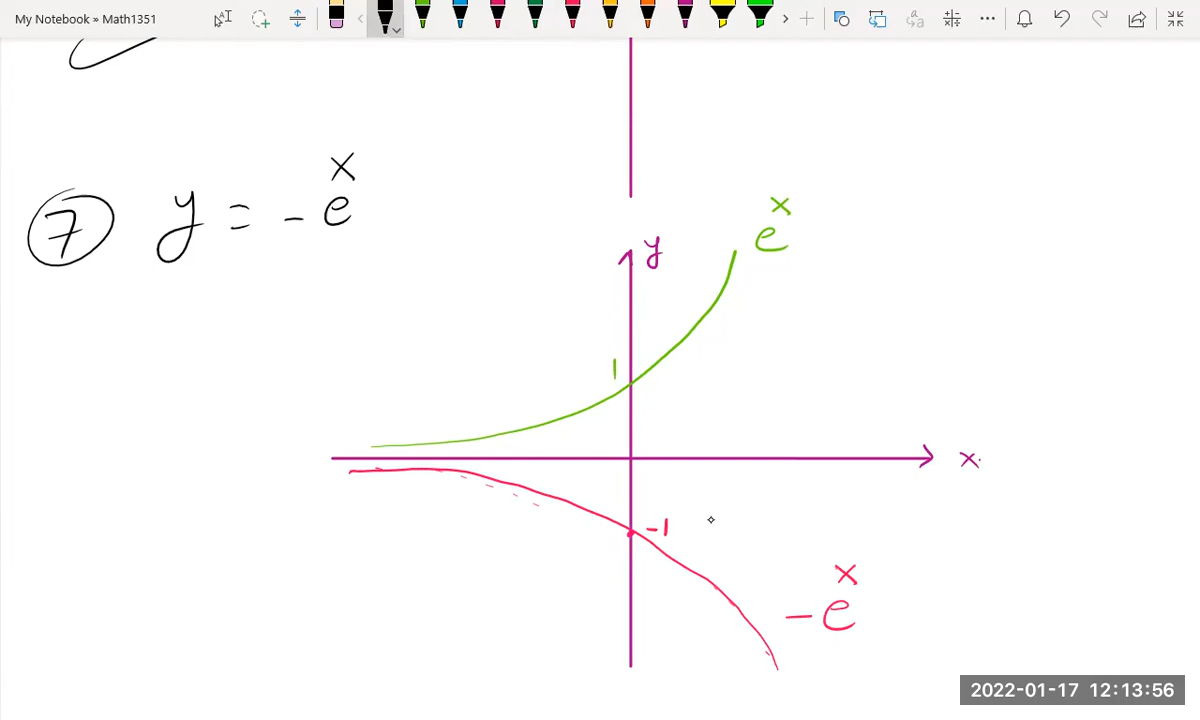 My Notebook » Math1351
⑦ y = -e^x
e^x
y
1
x
-1
-e^x
2022-01-17 12:13:56